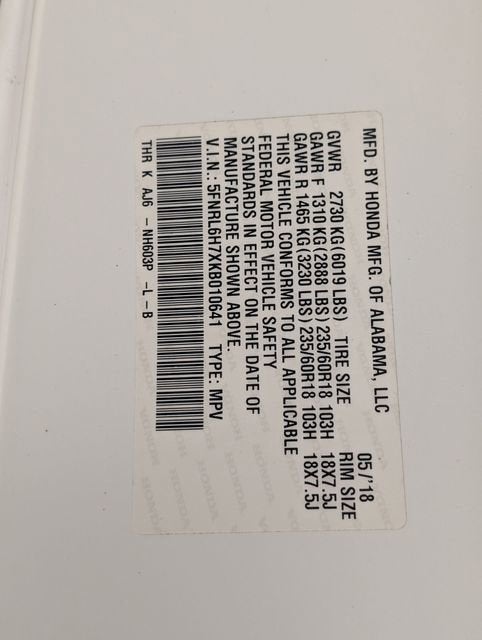 MFD. BY HONDA MFG. OF ALABAMA, LLC 05/'18
GVWR 2730 KG(6019 LBS) TIRE SIZE RIM SIZE
GAWR F 1310 KG(2888 LBS) 235/60R18 103H 18X7.5J
GAWR R 1465 KG(3230 LBS) 235/60R18 103H 18X7.5J
THIS VEHICLE CONFORMS TO ALL APPLICABLE
FEDERAL MOTOR VEHICLE SAFETY
STANDARDS IN EFFECT ON THE DATE OF
MANUFACTURE SHOWN ABOVE.
V.I.N.: 5FNRL6H7XKB010641 TYPE: MPV
THR K AJ6 - NH603P -L - B